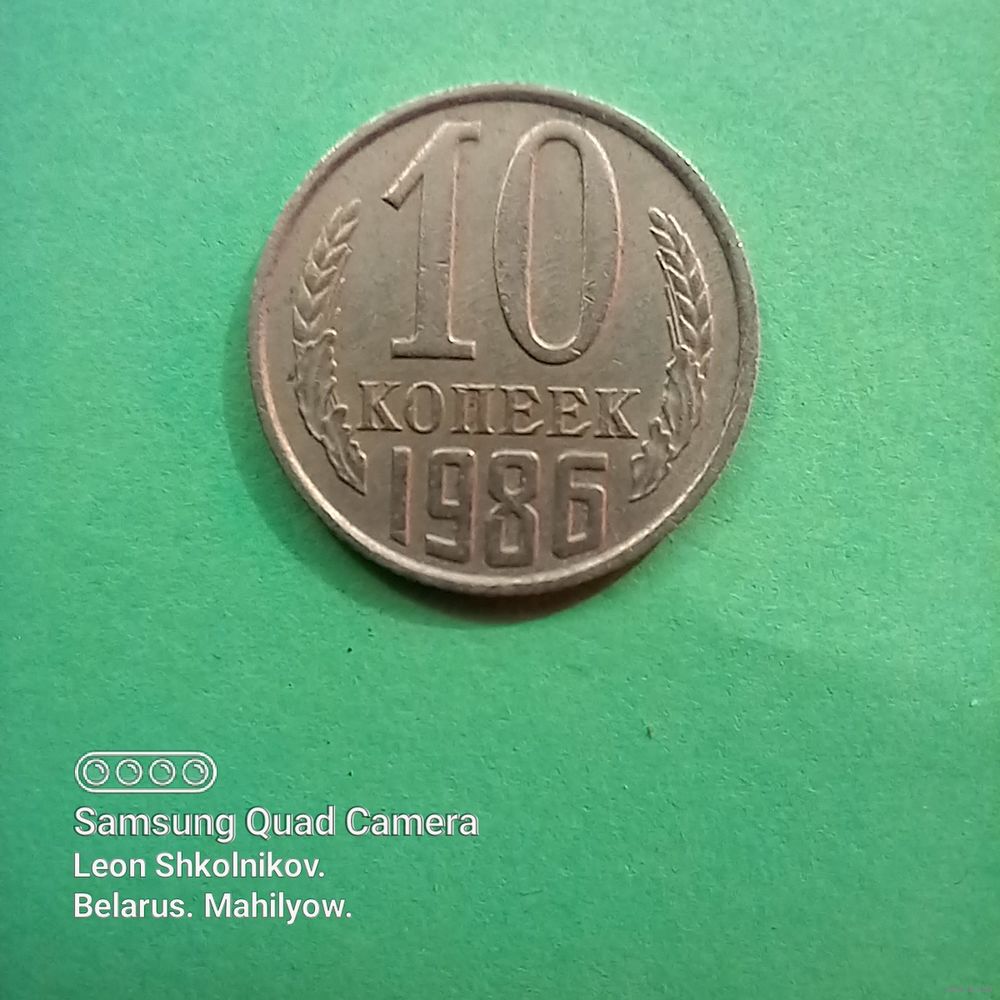 10
КОПЕЕК
1986
Samsung Quad Camera
Leon Shkolnikov.
Belarus. Mahilyow.